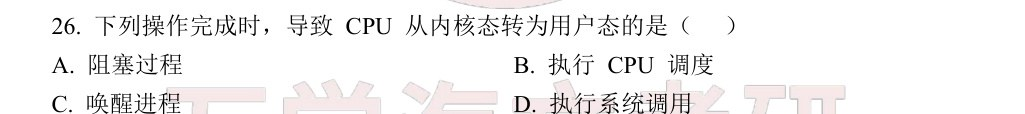 26. 下列操作完成时，导致 CPU 从内核态转为用户态的是（　　）
A. 阻塞过程　　B. 执行 CPU 调度
C. 唤醒进程　　D. 执行系统调用